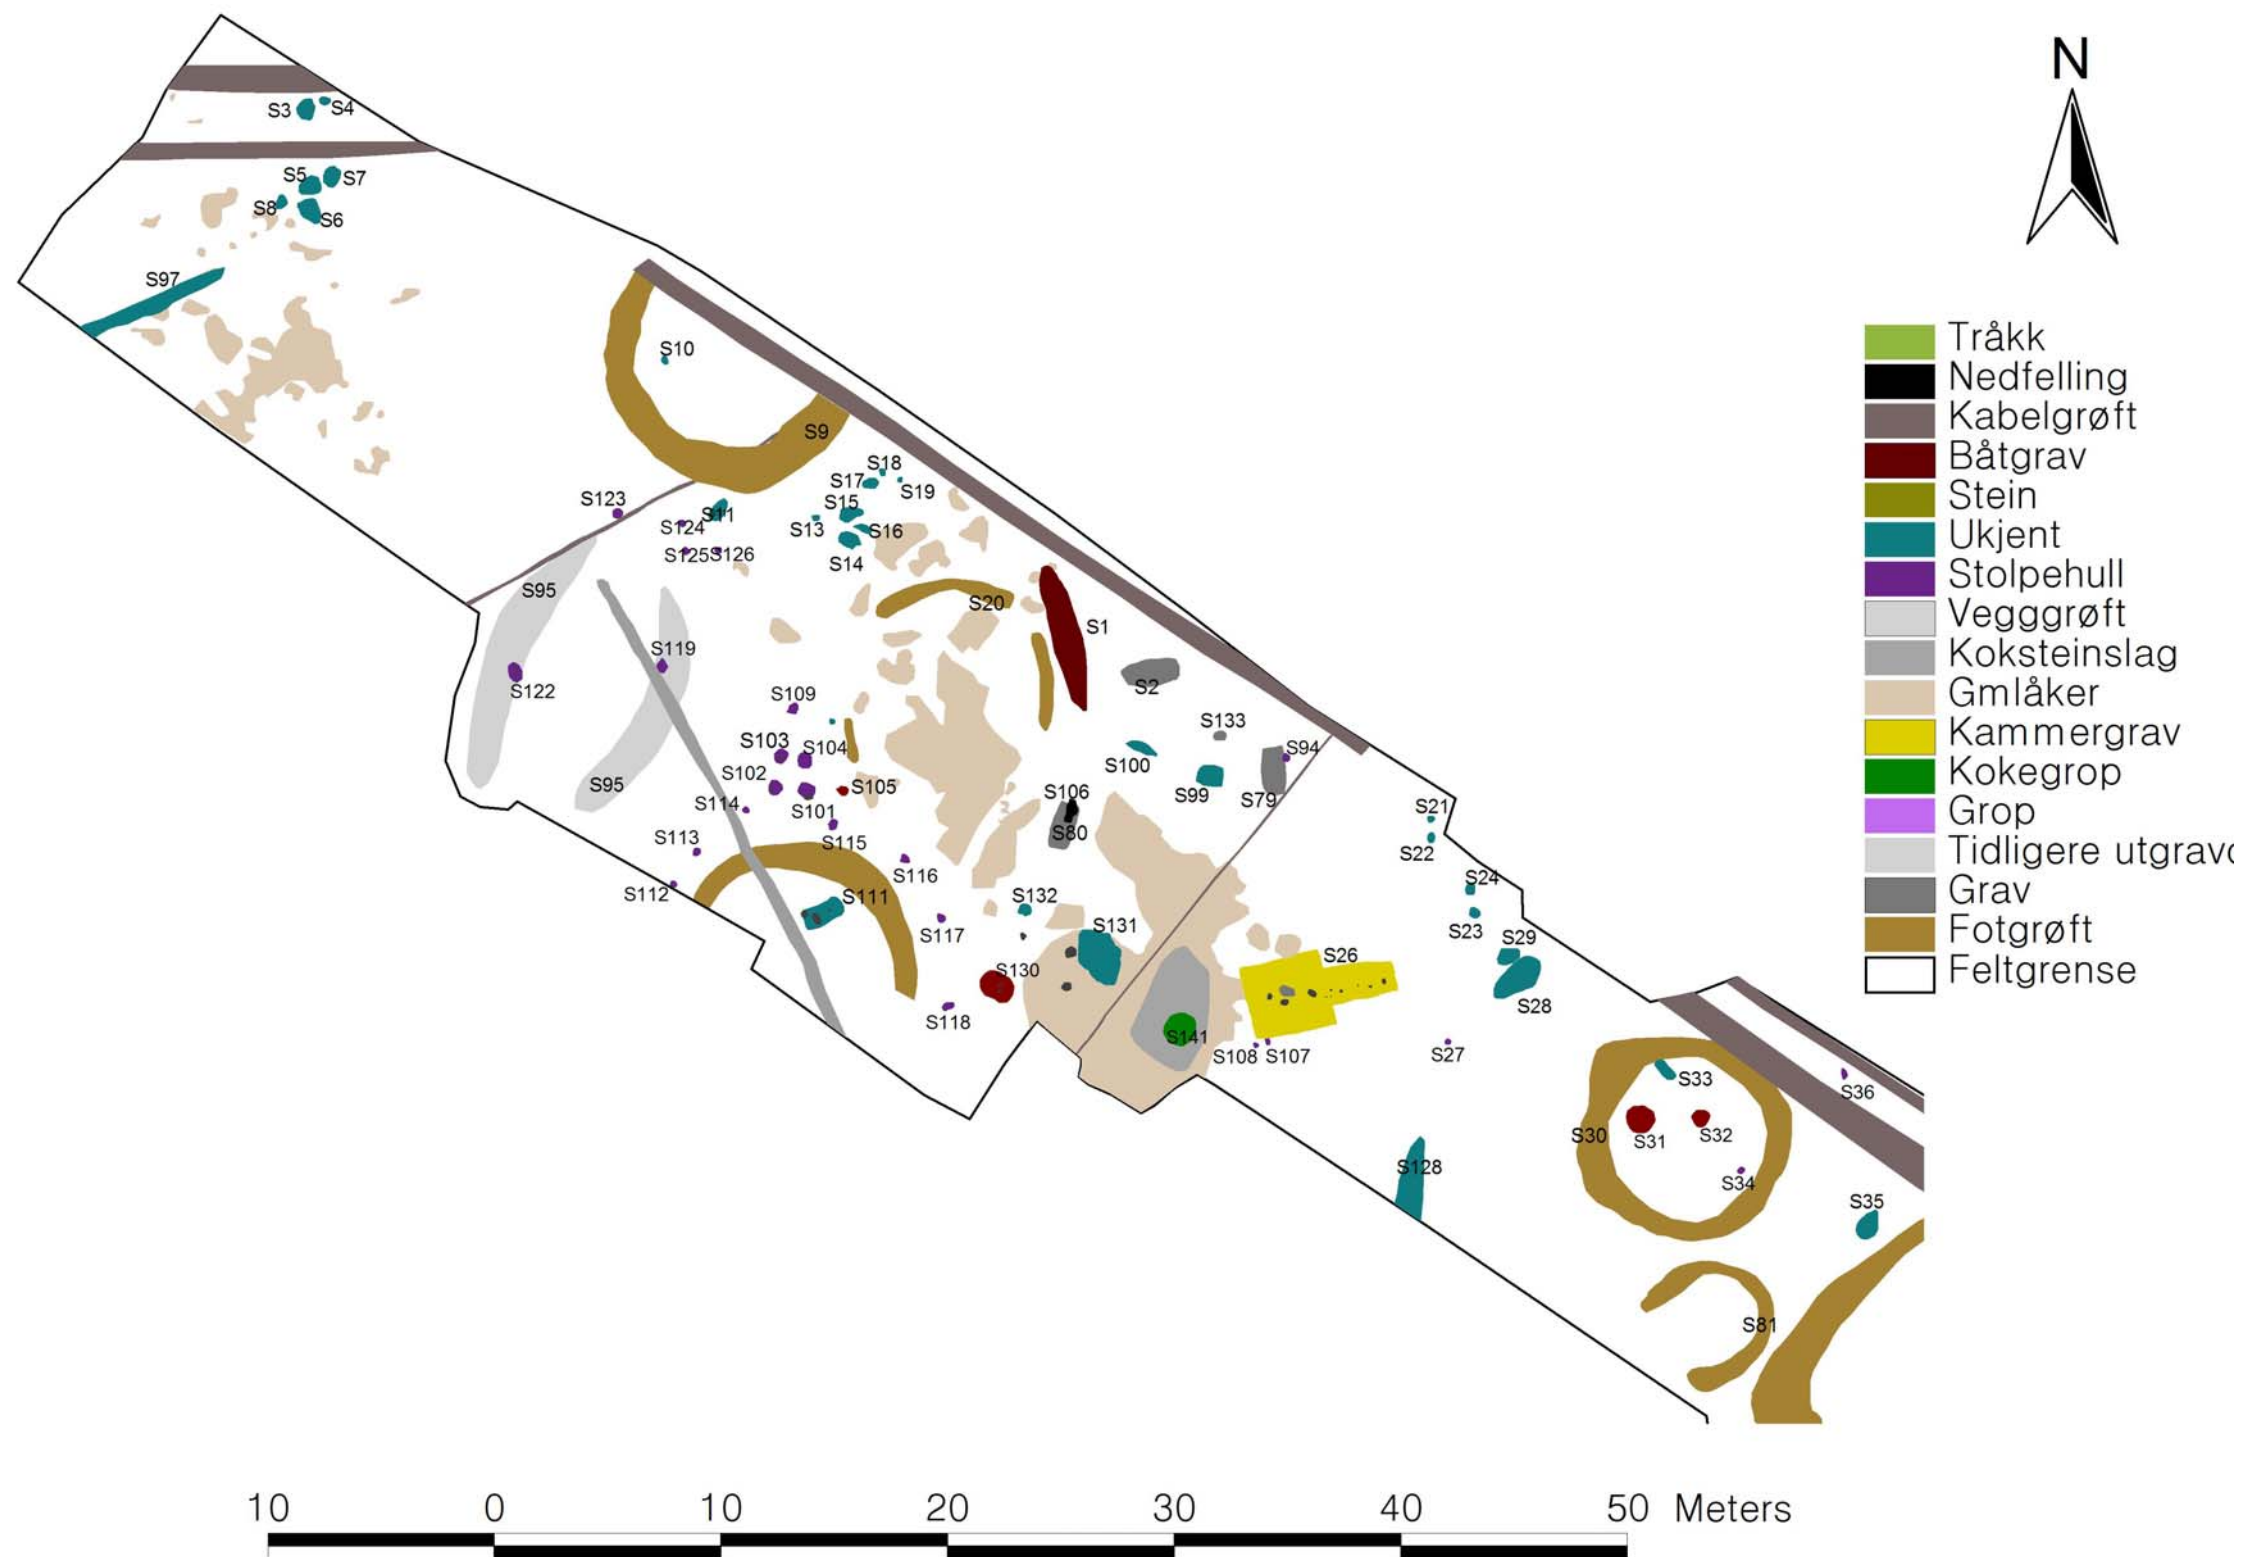 N
S3
S4
S5
S7
S8
S6
S97
S10
S9
S18
S17
S19
S15
S123
S124
S11
S13
S16
S125
S126
S14
S95
S20
S1
S119
S122
S2
S109
S133
S103
S104
S94
S100
S102
S105
S106
S99
S79
S114
S101
S21
S80
S113
S115
S22
S116
S24
S112
S111
S132
S117
S131
S23
S29
S26
S130
S28
S118
S141
S108
S107
S27
S33
S36
S30
S31
S32
S128
S34
S35
S81
S95
Tråkk
Nedfelling
Kabelgrøft
Båtgrav
Stein
Ukjent
Stolpehull
Vegggrøft
Koksteinslag
Gmlåker
Kammergrav
Kokegrop
Grop
Tidligere utgravd
Grav
Fotgrøft
Feltgrense
10 0 10 20 30 40 50 Meters